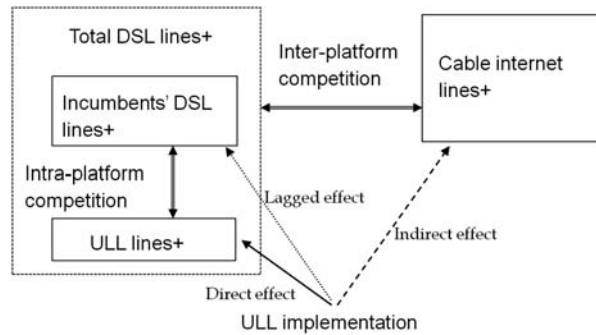 Total DSL lines+
Incumbents' DSL
lines+
Intra-platform
competition
ULL lines+
Inter-platform
competition
Cable internet
lines+
Lagged effect
Indirect effect
Direct effect
ULL implementation